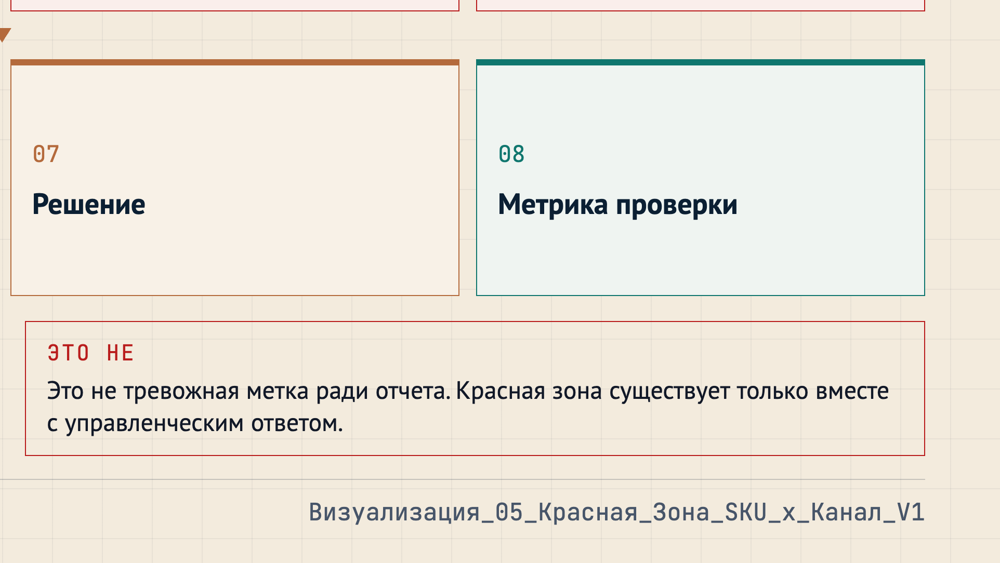 07
Решение
08
Метрика проверки
ЭТО НЕ
Это не тревожная метка ради отчета. Красная зона существует только вместе
с управленческим ответом.
Визуализация_05_Красная_Зона_SKU_x_Канал_V1